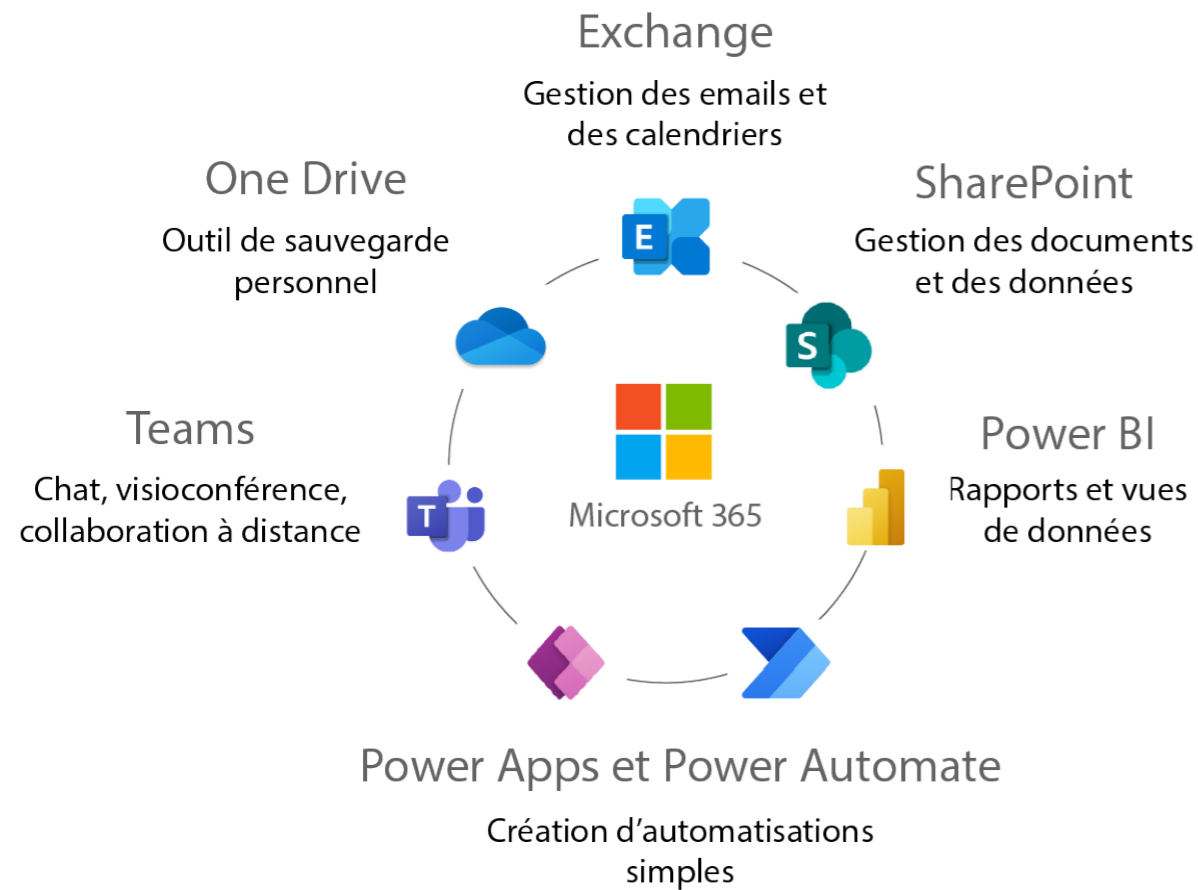 Exchange
Gestion des emails et
des calendriers
One Drive
Outil de sauvegarde
personnel
SharePoint
Gestion des documents
et des données
E
S
Teams
Chat, visioconférence,
collaboration à distance
T
Microsoft 365
Power BI
Rapports et vues
de données
Power Apps et Power Automate
Création d’automatisations
simples